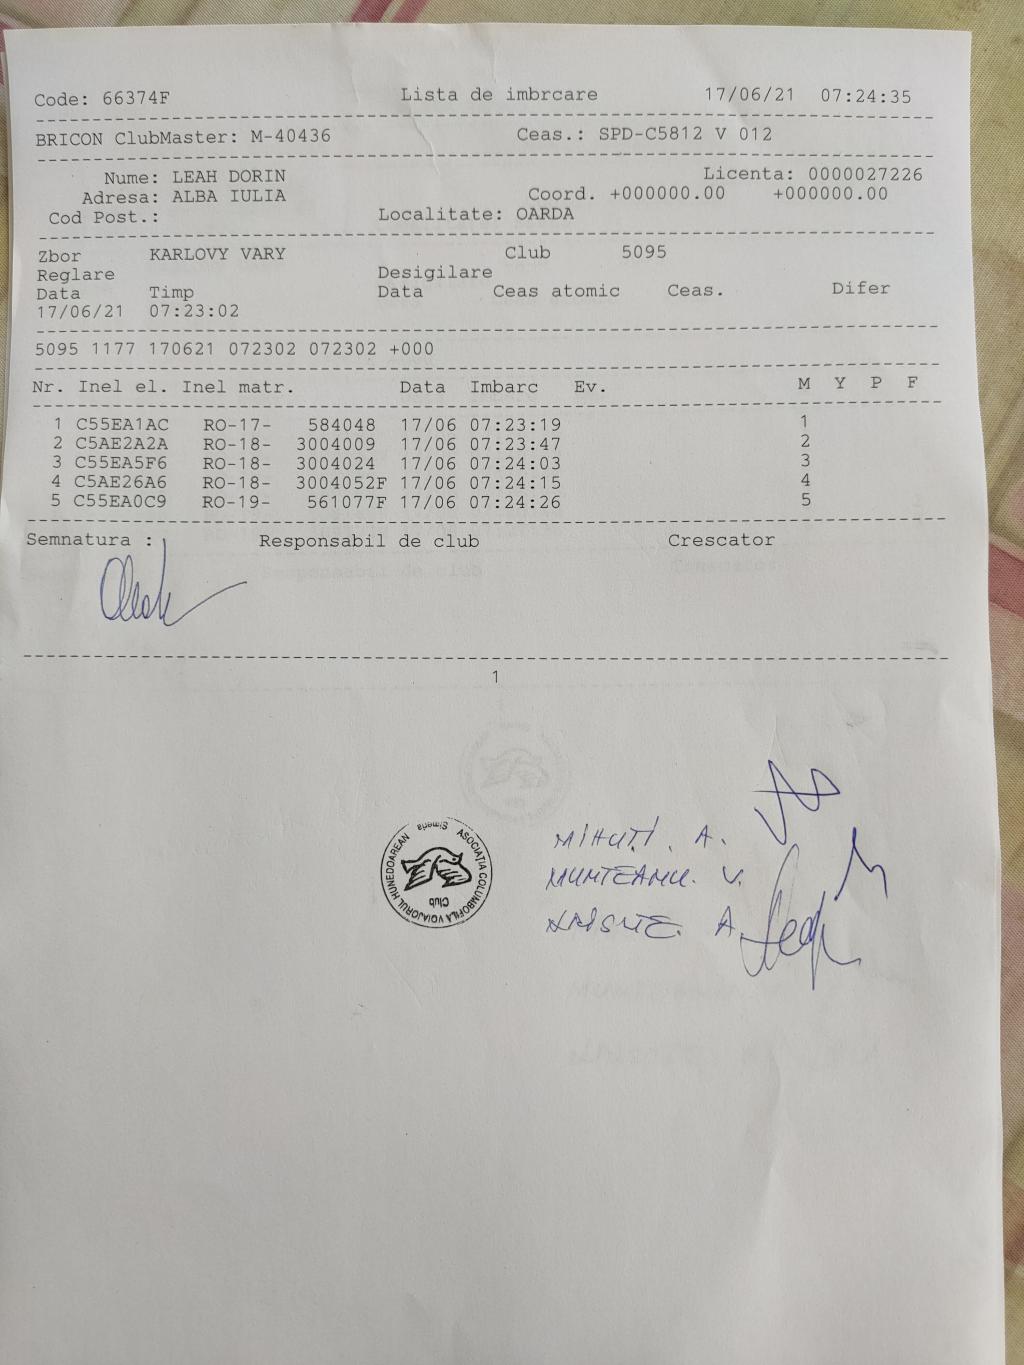 Code: 66374F Lista de imbrcare 17/06/21 07:24:35
BRICON ClubMaster: M-40436 Ceas.: SPD-C5812 V 012
Nume: LEAH DORIN Licenta: 0000027226
Adresa: ALBA IULIA Coord. +000000.00 +000000.00
Cod Post.: Localitate: OARDA
Zbor KARLOVY VARY Club 5095
Reglare Desigilare
Data Timp Data Ceas atomic Ceas. Difer
17/06/21 07:23:02
5095 1177 170621 072302 072302 +000
Nr. Inel el. Inel matr. Data Imbarc Ev. M Y P F
1 C55EA1AC RO-17- 584048 17/06 07:23:19 1
2 C5AE2A2A RO-18- 3004009 17/06 07:23:47 2
3 C55EA5F6 RO-18- 3004024 17/06 07:24:03 3
4 C5AE26A6 RO-18- 3004052F 17/06 07:24:15 4
5 C55EA0C9 RO-19- 561077F 17/06 07:24:26 5
Semnatura : Responsabil de club Crescator
1
ASOCIAȚIA COLUMBOFILĂ VOIAJORUL HUNEDOREAN
Simeria
Club
MIHUȚI. A.
MUNTEANU. V.
A.